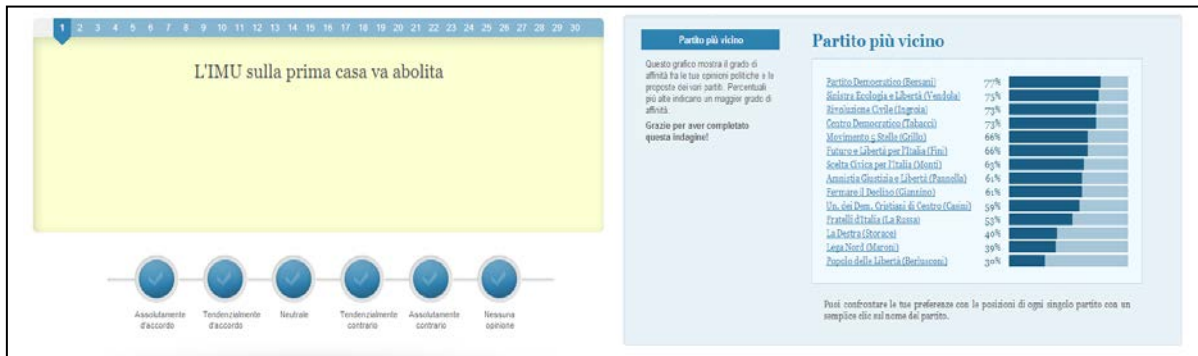 1 2 3 4 5 6 7 8 9 10 11 12 13 14 15 16 17 18 19 20 21 22 23 24 25 26 27 28 29 30
L'IMU sulla prima casa va abolita
Assolutamente d'accordo
Tendenzialmente d'accordo
Neutrale
Tendenzialmente contrario
Assolutamente contrario
Nessuna opinione
Partito più vicino
Questo grafico mostra il grado di
affinità fra le tue opinioni politiche e le
proposte dei vari partiti. Percentuali
più alte indicano un maggior grado di
affinità.
Grazie per aver completato
questa indagine!
Partito più vicino
Partito Democratico (Bersani) 77%
Sinistra Ecologia e Libertà (Vendola) 75%
Rivoluzione Civile (Ingroia) 73%
Centro Democratico (Tabacci) 73%
Movimento 5 Stelle (Grillo) 66%
Futuro e Libertà per l'Italia (Fini) 66%
Scelta Civica per l'Italia (Monti) 63%
Amnistia Giustizia e Libertà (Pannella) 61%
Fermare il Declino (Giannino) 61%
Un. dei Dem. Cristiani di Centro (Casini) 59%
Fratelli d'Italia (La Russa) 53%
La Destra (Storace) 40%
Lega Nord (Maroni) 39%
Popolo delle Libertà (Berlusconi) 30%
Puoi confrontare le tue preferenze con le posizioni di ogni singolo partito con un
semplice clic sul nome del partito.